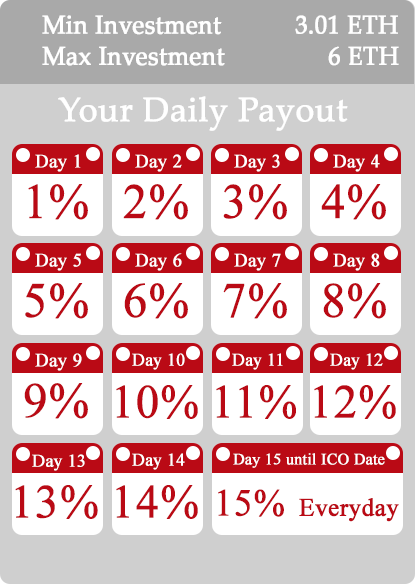 Min Investment 3.01 ETH
Max Investment 6 ETH
Your Daily Payout
Day 1 Day 2 Day 3 Day 4
1% 2% 3% 4%
Day 5 Day 6 Day 7 Day 8
5% 6% 7% 8%
Day 9 Day 10 Day 11 Day 12
9% 10% 11% 12%
Day 13 Day 14 Day 15 until ICO Date
13% 14% 15% Everyday